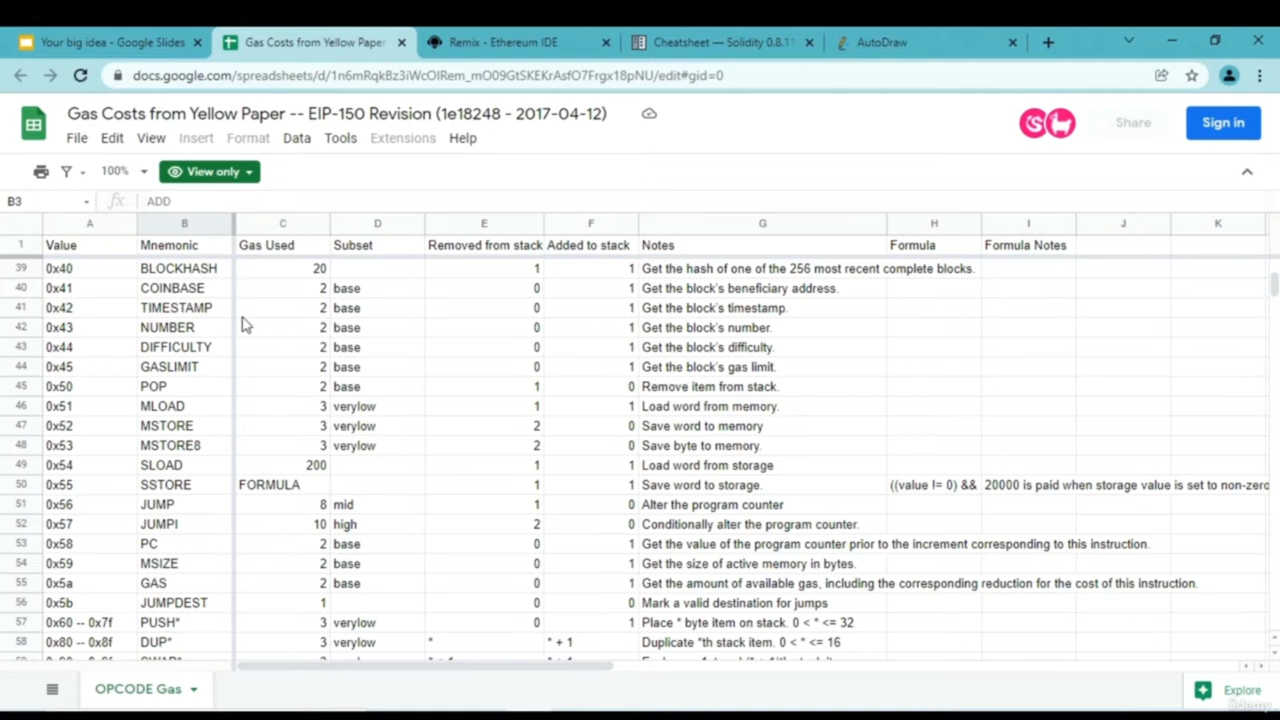 Your big idea - Google Slides
Gas Costs from Yellow Paper
Remix - Ethereum IDE
Cheatsheet — Solidity 0.8.11
AutoDraw
docs.google.com/spreadsheets/d/1n6mRqkBz3iWcOlRem_mO09GtSKEKrAsfO7Frgx18pNU/edit#gid=0
Gas Costs from Yellow Paper -- EIP-150 Revision (1e18248 - 2017-04-12)
File Edit View Insert Format Data Tools Extensions Help
Share
Sign in
100% View only
B3 fx ADD
A B C D E F G H I J K
1 Value Mnemonic Gas Used Subset Removed from stack Added to stack Notes Formula Formula Notes
39 0x40 BLOCKHASH 20 1 1 Get the hash of one of the 256 most recent complete blocks.
40 0x41 COINBASE 2 base 0 1 Get the block's beneficiary address.
41 0x42 TIMESTAMP 2 base 0 1 Get the block's timestamp.
42 0x43 NUMBER 2 base 0 1 Get the block's number.
43 0x44 DIFFICULTY 2 base 0 1 Get the block's difficulty.
44 0x45 GASLIMIT 2 base 0 1 Get the block's gas limit.
45 0x50 POP 2 base 1 0 Remove item from stack.
46 0x51 MLOAD 3 verylow 1 1 Load word from memory.
47 0x52 MSTORE 3 verylow 2 0 Save word to memory
48 0x53 MSTORE8 3 verylow 2 0 Save byte to memory.
49 0x54 SLOAD 200 1 1 Load word from storage
50 0x55 SSTORE FORMULA 1 1 Save word to storage. ((value != 0) && 20000 is paid when storage value is set to non-zero
51 0x56 JUMP 8 mid 1 0 Alter the program counter
52 0x57 JUMPI 10 high 2 0 Conditionally alter the program counter.
53 0x58 PC 2 base 0 1 Get the value of the program counter prior to the increment corresponding to this instruction.
54 0x59 MSIZE 2 base 0 1 Get the size of active memory in bytes.
55 0x5a GAS 2 base 0 1 Get the amount of available gas, including the corresponding reduction for the cost of this instruction.
56 0x5b JUMPDEST 1 0 0 Mark a valid destination for jumps
57 0x60 -- 0x7f PUSH* 3 verylow 0 1 Place * byte item on stack. 0 < * <= 32
58 0x80 -- 0x8f DUP* 3 verylow * * + 1 Duplicate *th stack item. 0 < * <= 16
OPCODE Gas
Explore
Udemy